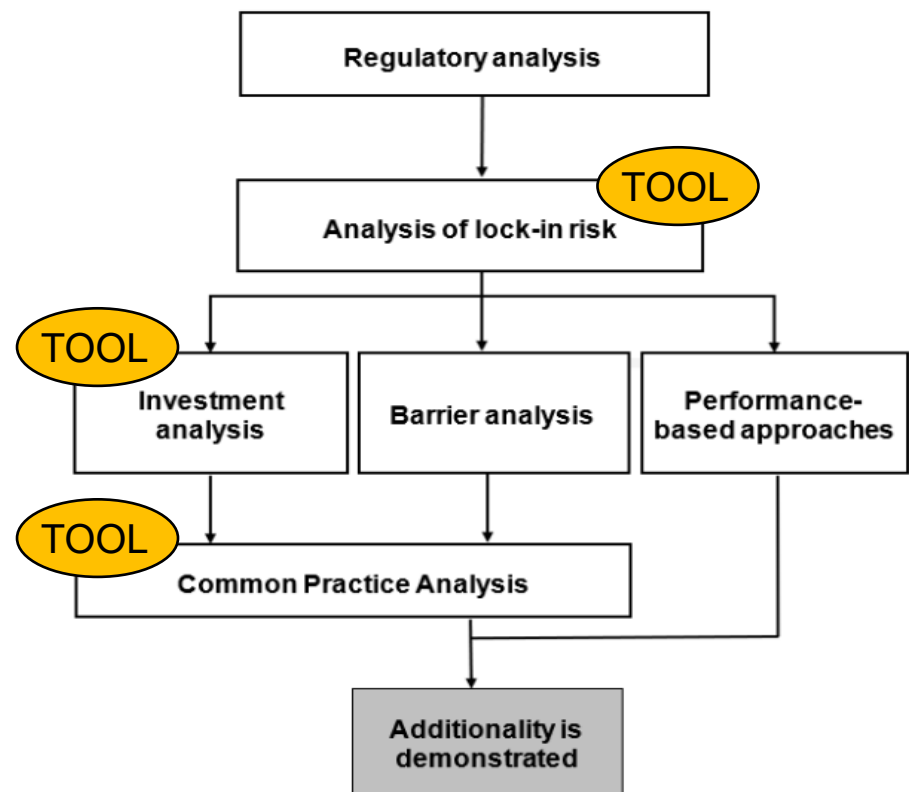 Regulatory analysis
TOOL
Analysis of lock-in risk
TOOL
Investment
analysis
Barrier analysis
Performance-
based approaches
TOOL
Common Practice Analysis
Additionality is
demonstrated